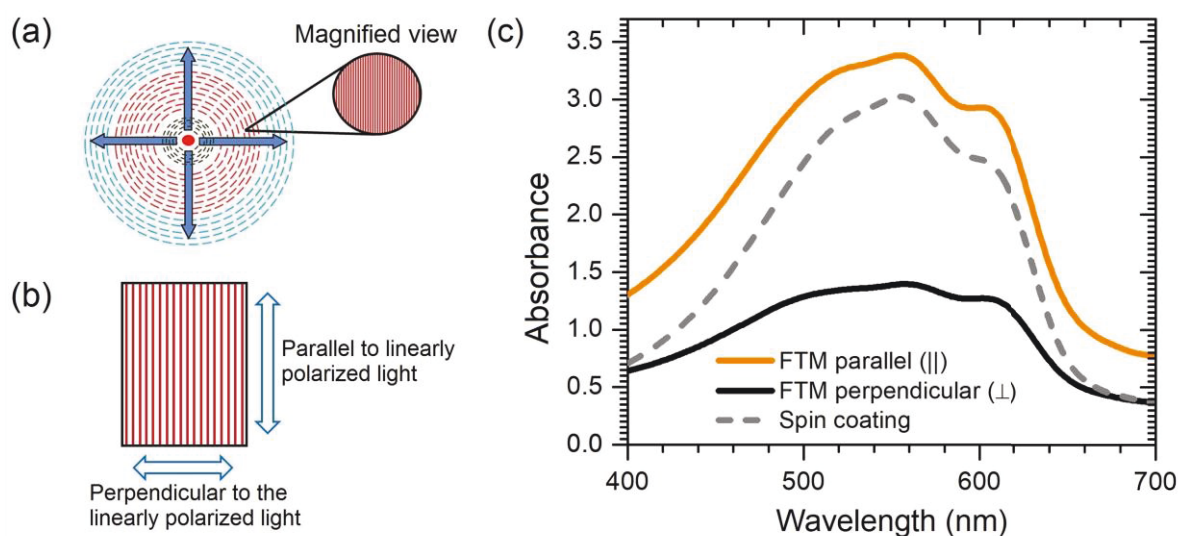 (a)
Magnified view
(b)
Parallel to linearly
polarized light
Perpendicular to the
linearly polarized light
(c)
3.5
3.0
2.5
2.0
1.5
1.0
0.5
0.0
Absorbance
FTM parallel (||)
FTM perpendicular (⊥)
Spin coating
400
500
600
700
Wavelength (nm)